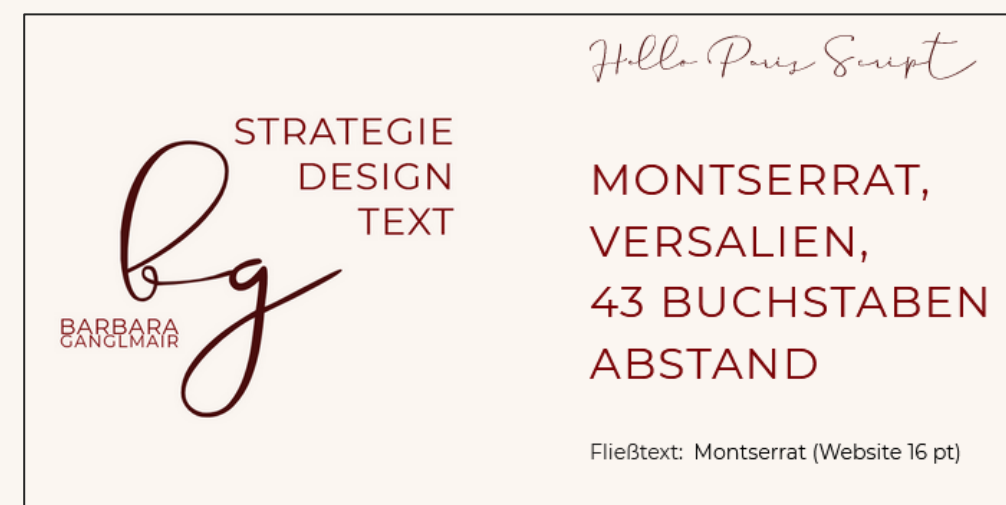 Hello Paris Script
STRATEGIE
DESIGN
TEXT
bg
BARBARA
GANGLMAIR
MONTSERRAT,
VERSALIEN,
43 BUCHSTABEN
ABSTAND
Fließtext: Montserrat (Website 16 pt)